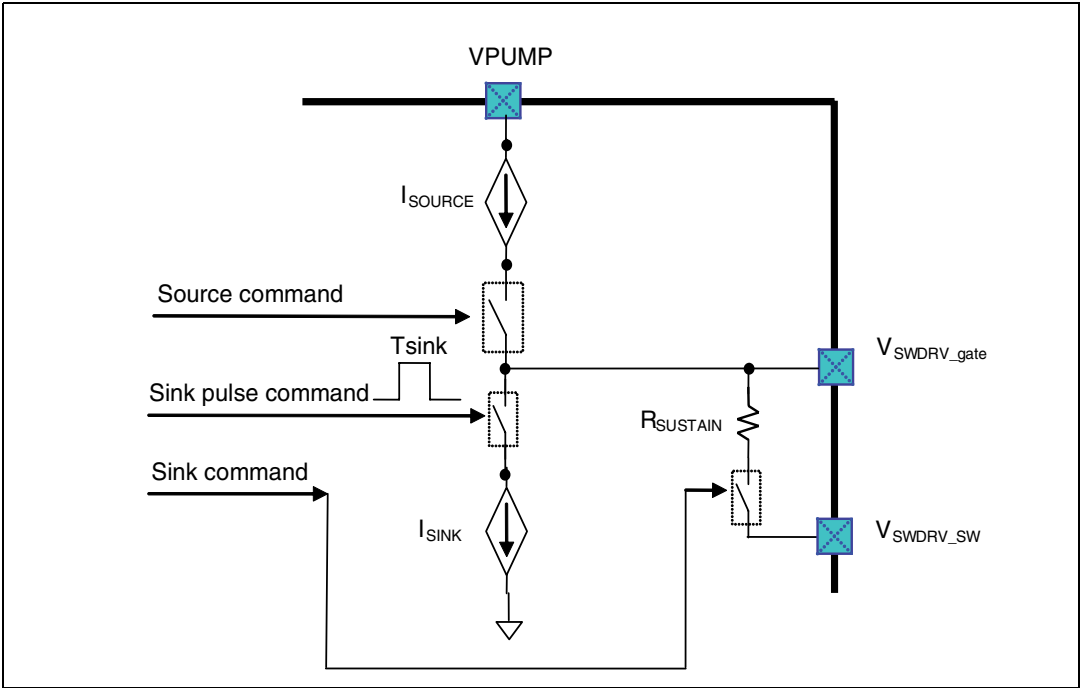 VPUMP
ISOURCE
Source command
Tsink
VSWDRV_gate
Sink pulse command
RSUSTAIN
Sink command
ISINK
VSWDRV_SW